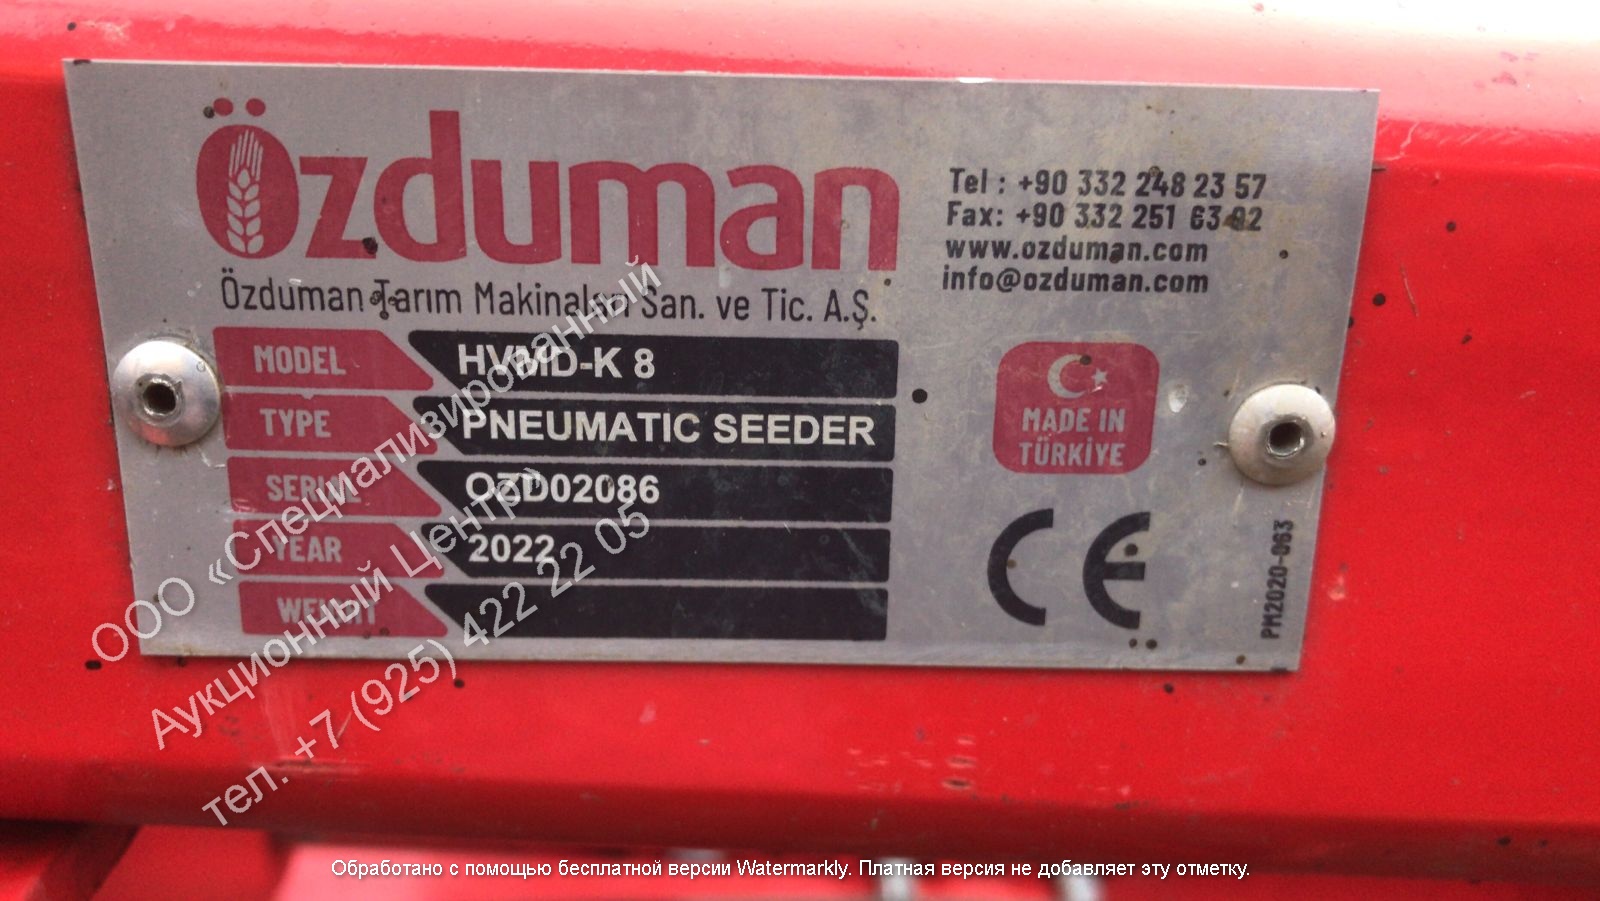 Özduman
Özduman Tarım Makinaları San. ve Tic. A.Ş.
Tel : +90 332 248 23 57
Fax: +90 332 251 63 02
www.ozduman.com
info@ozduman.com
MODEL HVMD-K 8
TYPE PNEUMATIC SEEDER
SERIAL OZD02086
YEAR 2022
WEIGHT
MADE IN
TÜRKİYE
CE
PM2020-063
ООО «Специализированный
Аукционный Центр»
тел. +7 (925) 422 22 05
Обработано с помощью бесплатной версии Watermarkly. Платная версия не добавляет эту отметку.